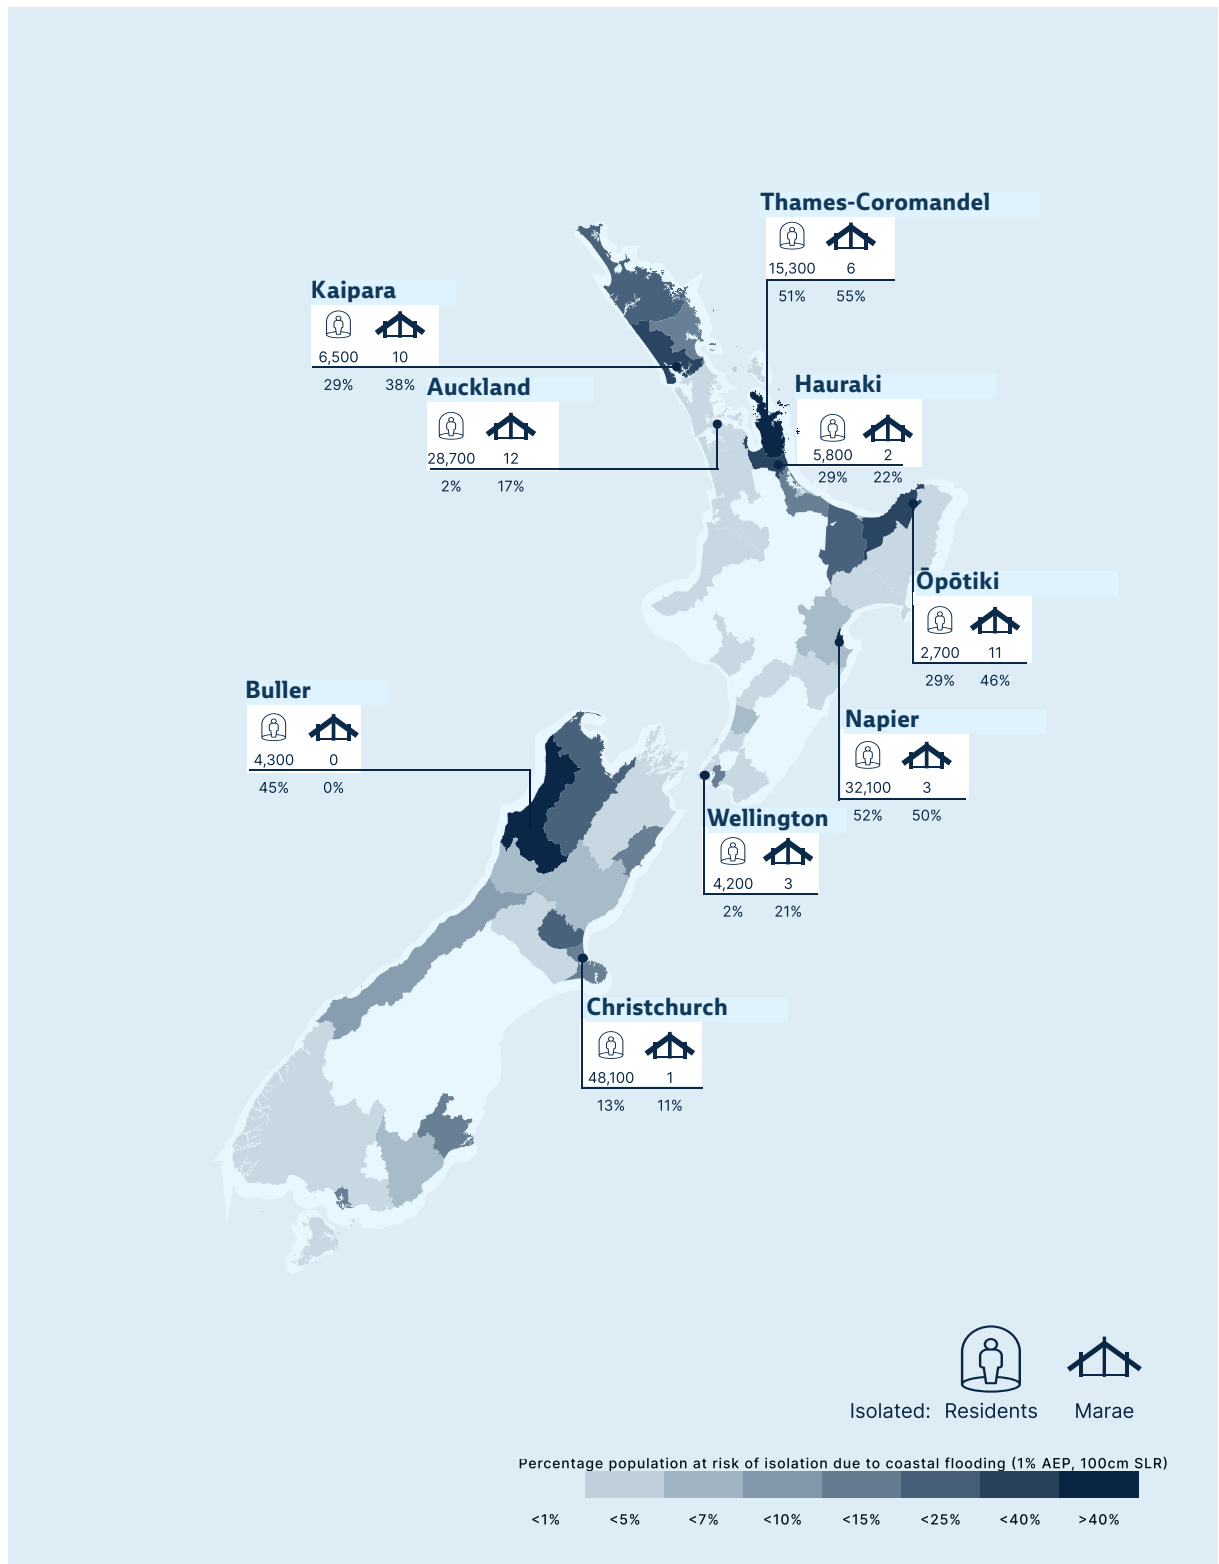 Thames-Coromandel
15,300 6
51% 55%
Kaipara
6,500 10
29% 38%
Auckland
28,700 12
2% 17%
Hauraki
5,800 2
29% 22%
Ōpōtiki
2,700 11
29% 46%
Buller
4,300 0
45% 0%
Napier
32,100 3
52% 50%
Wellington
4,200 3
2% 21%
Christchurch
48,100 1
13% 11%
Isolated: Residents Marae
Percentage population at risk of isolation due to coastal flooding (1% AEP, 100cm SLR)
<1% <5% <7% <10% <15% <25% <40% >40%